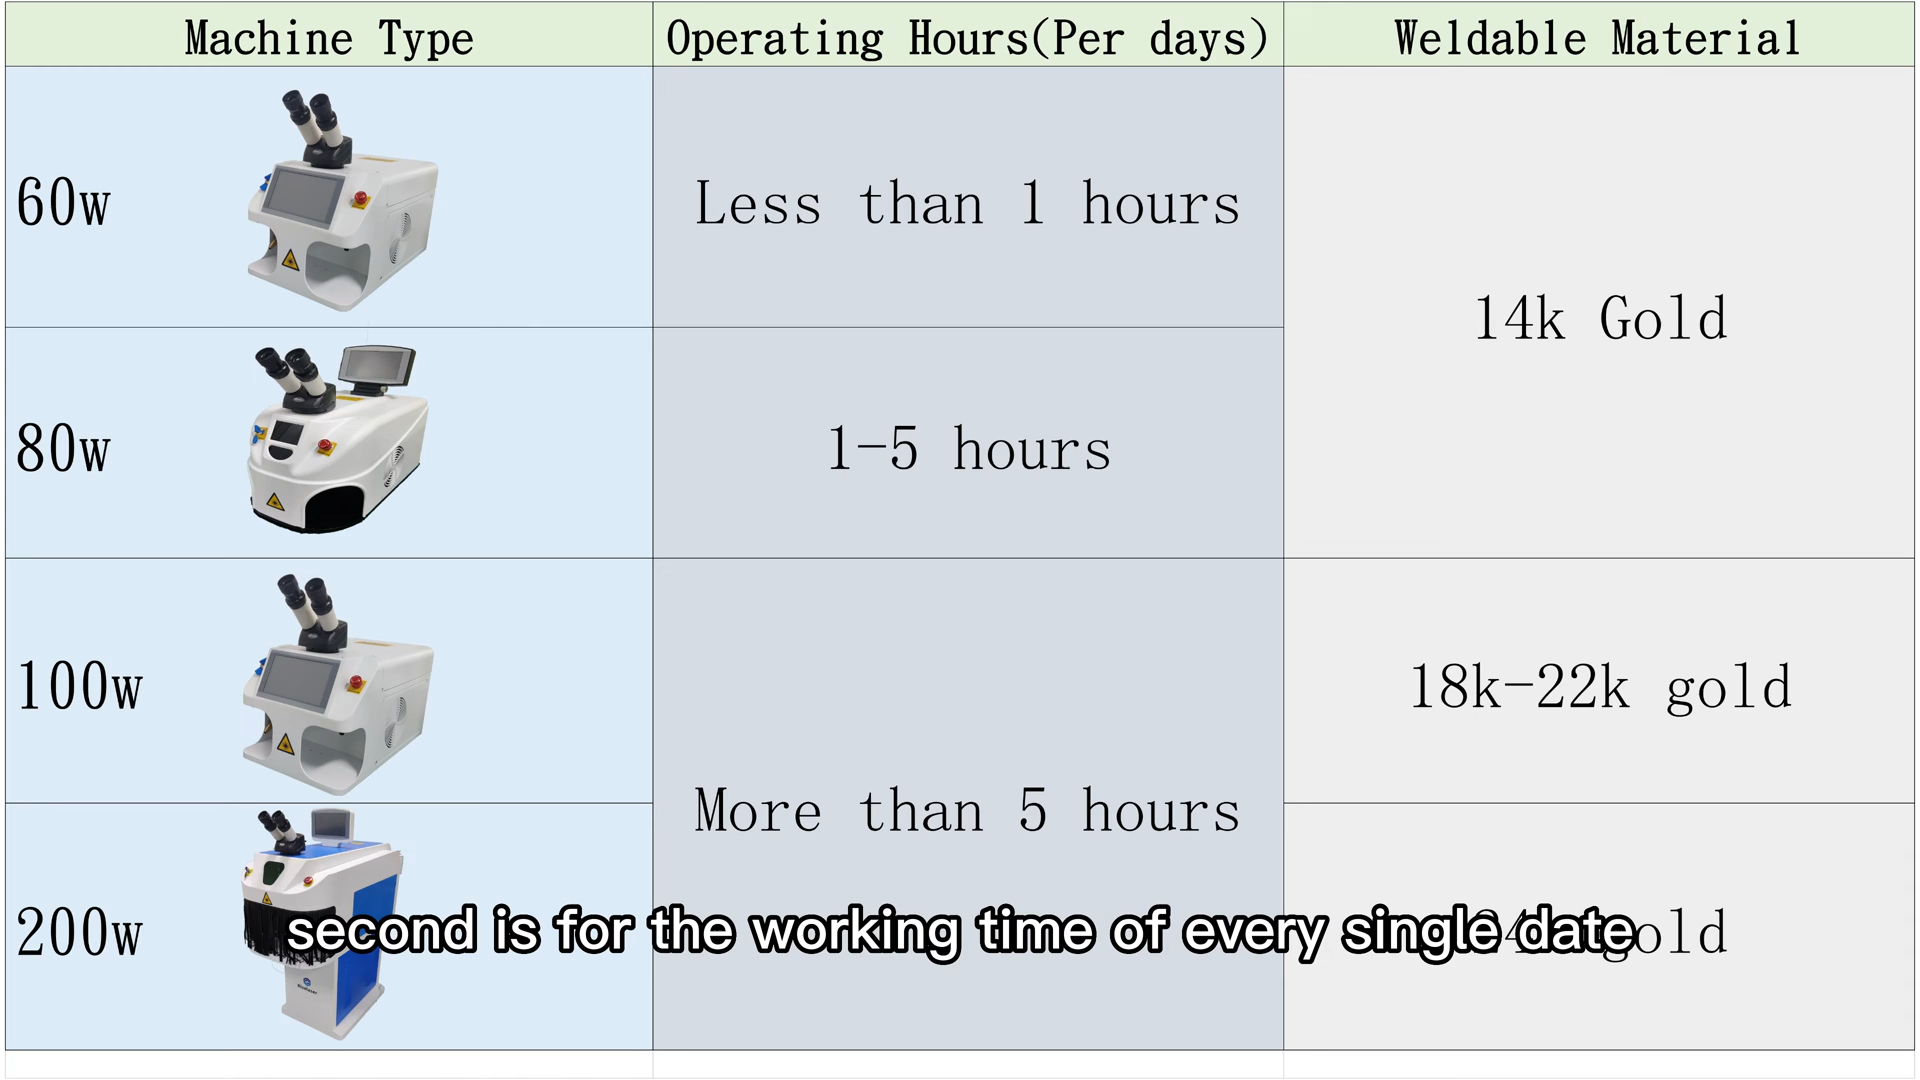 Machine Type Operating Hours(Per days) Weldable Material
60w Less than 1 hours
14k Gold
80w 1-5 hours
100w 18k-22k gold
More than 5 hours
200w gold
second is for the working time of every single date